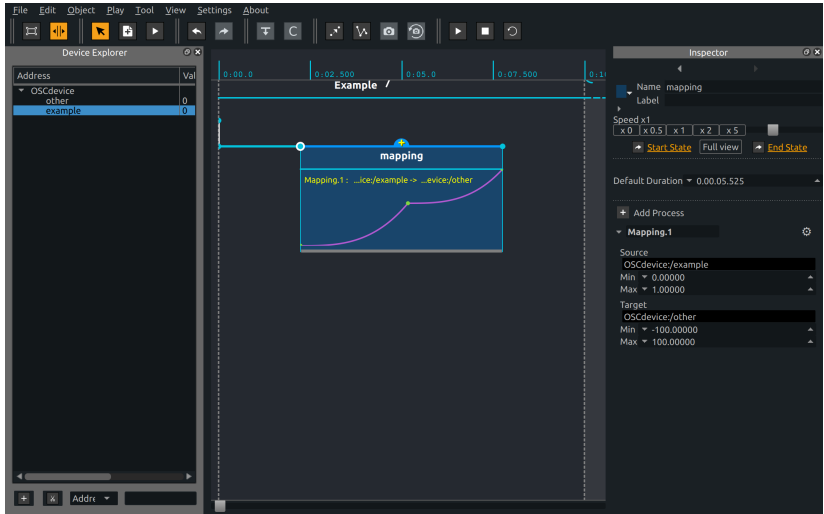 File Edit Object Play Tool View Settings About
Device Explorer
Address Val
OSCdevice
other 0
example 0
Addre
0:00.0 0:02.500 0:05.0 0:07.500 0:10
Example /
mapping
Mapping.1 : ...ice:/example -> ...evice:/other
Inspector
Name mapping
Label
Speed x1
x 0 x 0.5 x 1 x 2 x 5
Start State Full view End State
Default Duration 0.00.05.525
Add Process
Mapping.1
Source
OSCdevice:/example
Min 0.00000
Max 1.00000
Target
OSCdevice:/other
Min -100.00000
Max 100.00000